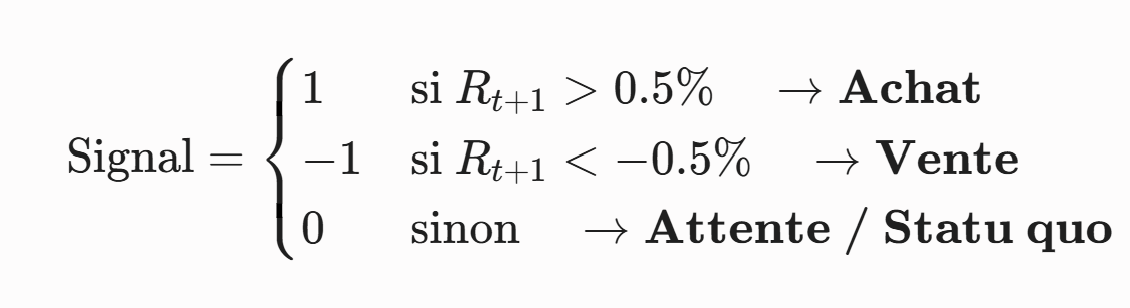 Signal = { 1 si R_{t+1} > 0.5% → Achat
−1 si R_{t+1} < −0.5% → Vente
0 sinon → Attente / Statu quo